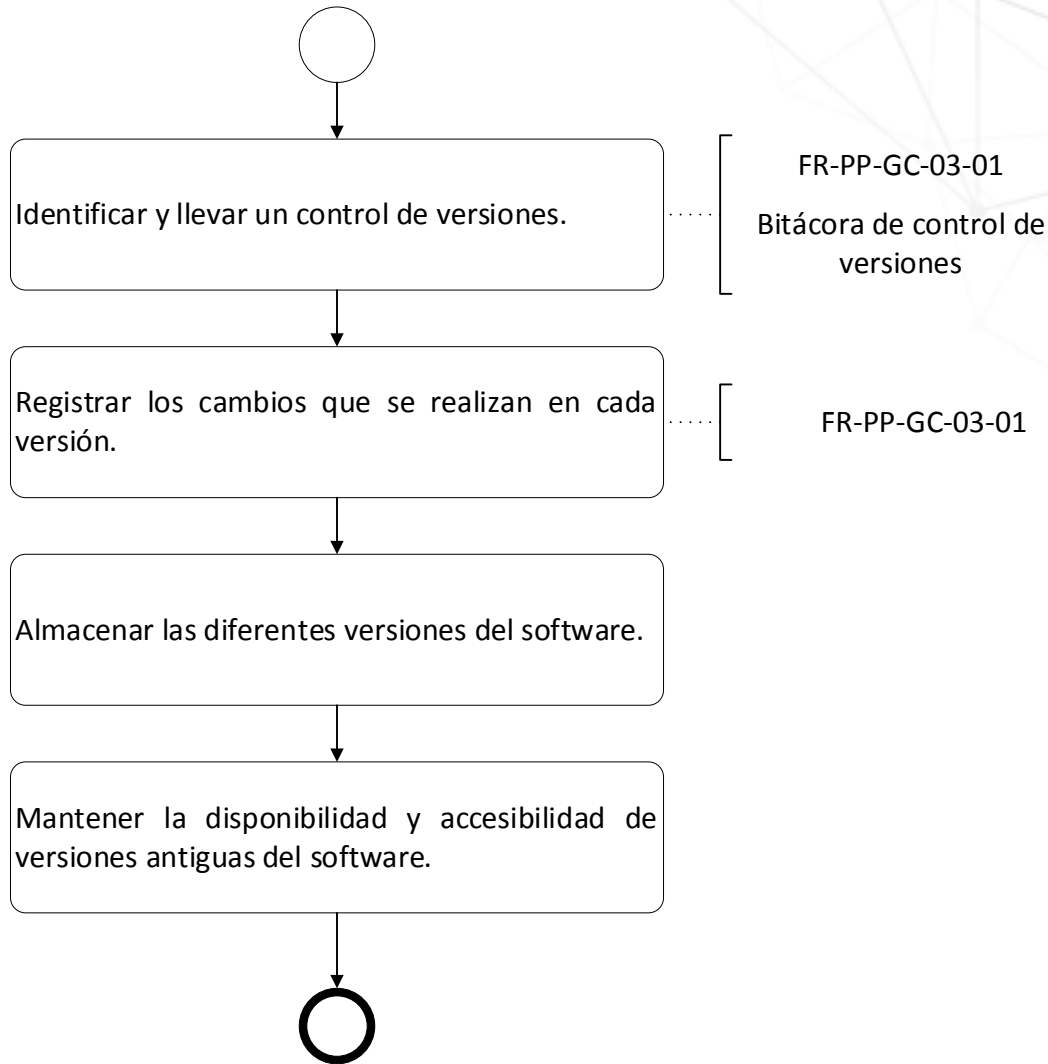 Identificar y llevar un control de versiones.
FR-PP-GC-03-01
Bitácora de control de
versiones
Registrar los cambios que se realizan en cada
versión.
FR-PP-GC-03-01
Almacenar las diferentes versiones del software.
Mantener la disponibilidad y accesibilidad de
versiones antiguas del software.